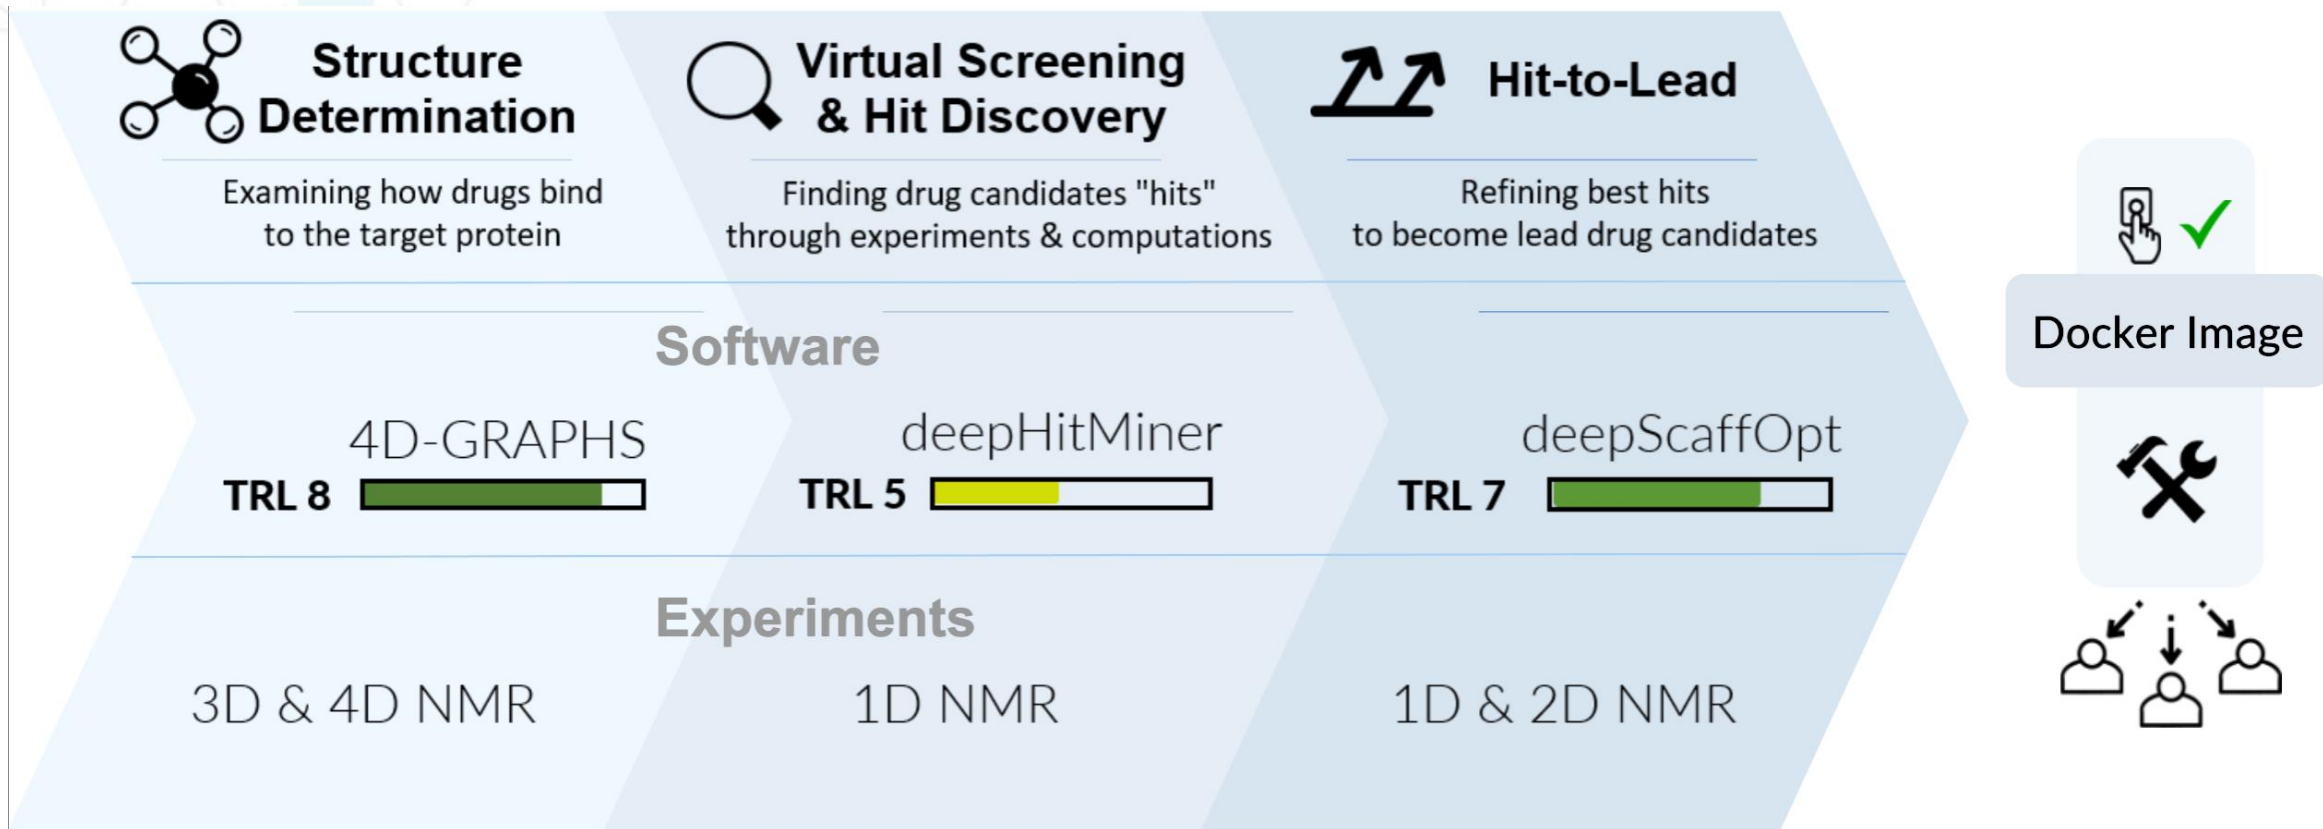 Structure
Determination
Examining how drugs bind
to the target protein
Virtual Screening
& Hit Discovery
Finding drug candidates "hits"
through experiments & computations
Hit-to-Lead
Refining best hits
to become lead drug candidates
Software
4D-GRAPHS
TRL 8
deepHitMiner
TRL 5
deepScaffOpt
TRL 7
Experiments
3D & 4D NMR
1D NMR
1D & 2D NMR
Docker Image